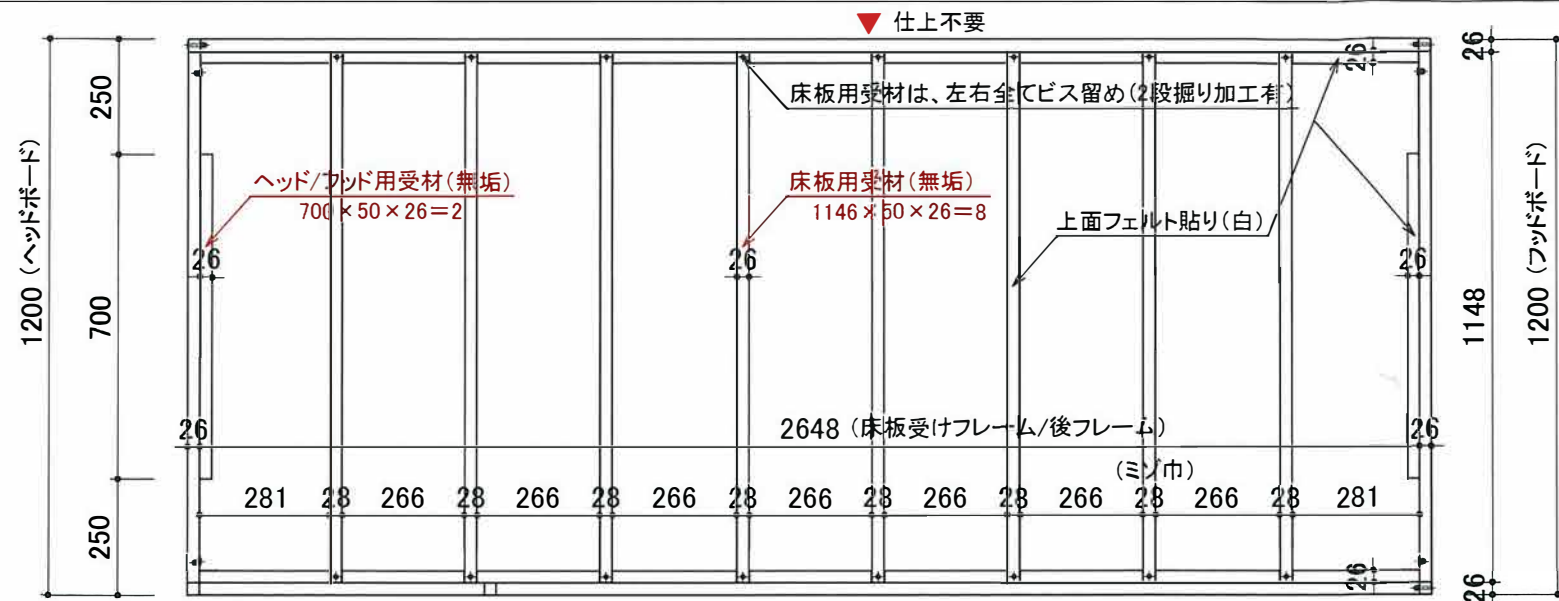 仕上不要
26
26
250
床板用受材は、左右全てビス留め(2段掘り加工有)
1200 (ヘッドボード)
ヘッド/フッド用受材(無垢)
700×50×26=2
床板用受材(無垢)
1146×50×26=8
上面フェルト貼り(白)
1200 (フッドボード)
26
26
26
700
1148
26
2648 (床板受けフレーム/後フレーム)
26
(ミゾ巾)
281 28 266 28 266 28 266 28 266 28 266 28 266 28 266 28 281
250
26
26